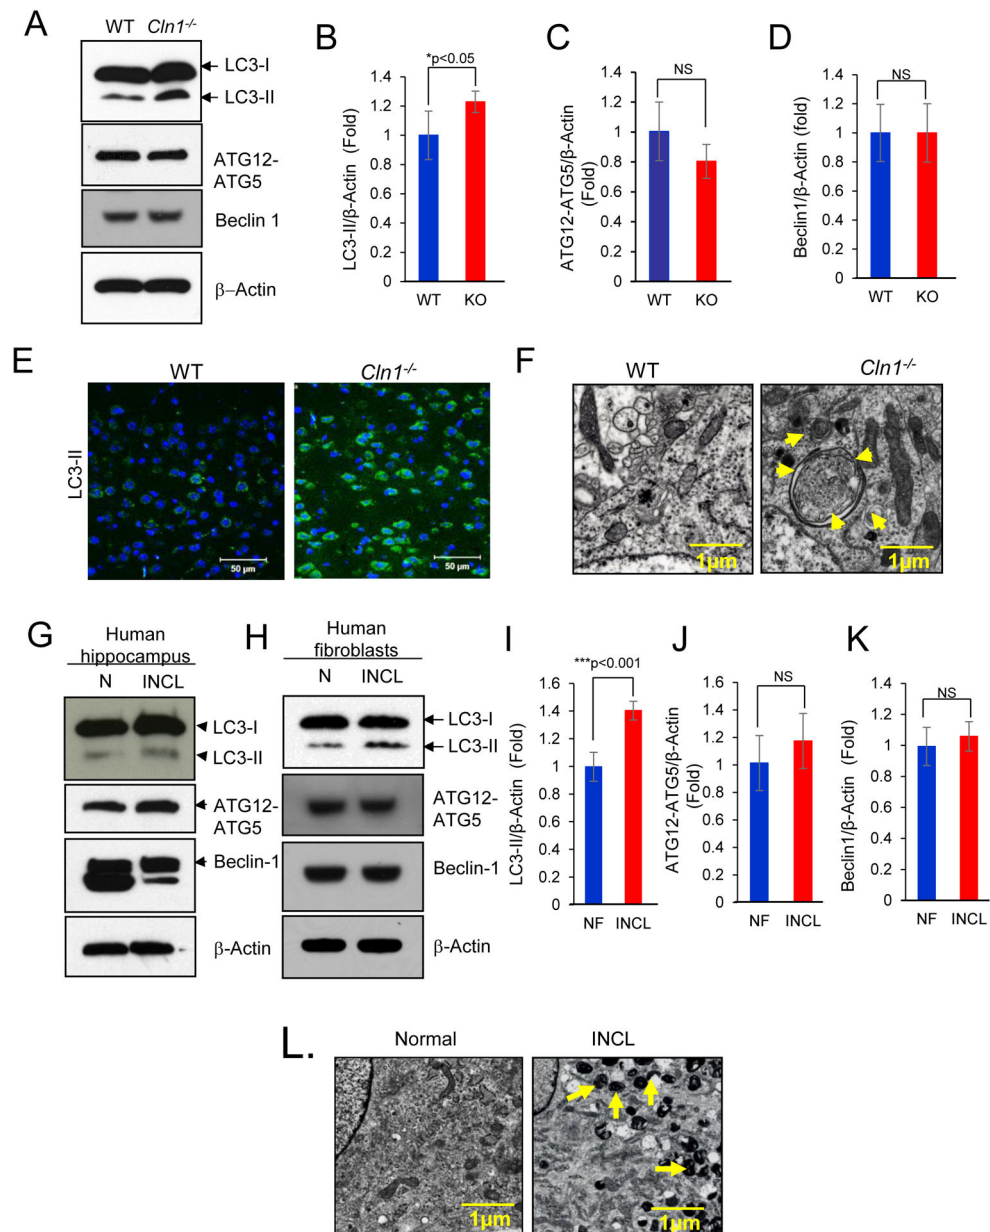 A
WT Cln1-/-
LC3-I
LC3-II
ATG12-
ATG5
Beclin 1
β–Actin
B
*p<0.05
1.4
1.2
1
0.8
0.6
0.4
0.2
0
LC3-II/β-Actin (Fold)
WT KO
C
NS
1.4
1.2
1
0.8
0.6
0.4
0.2
0
ATG12-ATG5/β-Actin
(Fold)
WT KO
D
NS
1.4
1.2
1
0.8
0.6
0.4
0.2
0
Beclin1/β-Actin (fold)
WT KO
E
WT Cln1-/-
LC3-II
50 µm
50 µm
F
WT Cln1-/-
1µm
1µm
G
Human
hippocampus
N INCL
LC3-I
LC3-II
ATG12-
ATG5
Beclin-1
β-Actin
H
Human
fibroblasts
N INCL
LC3-I
LC3-II
ATG12-
ATG5
Beclin-1
β-Actin
I
***p<0.001
1.6
1.4
1.2
1
0.8
0.6
0.4
0.2
0
LC3-II/β-Actin (Fold)
NF INCL
J
NS
1.6
1.4
1.2
1
0.8
0.6
0.4
0.2
0
ATG12-ATG5/β-Actin
(Fold)
NF INCL
K
NS
1.4
1.2
1
0.8
0.6
0.4
0.2
0
Beclin1/β-Actin (Fold)
NF INCL
L.
Normal INCL
1µm
1µm